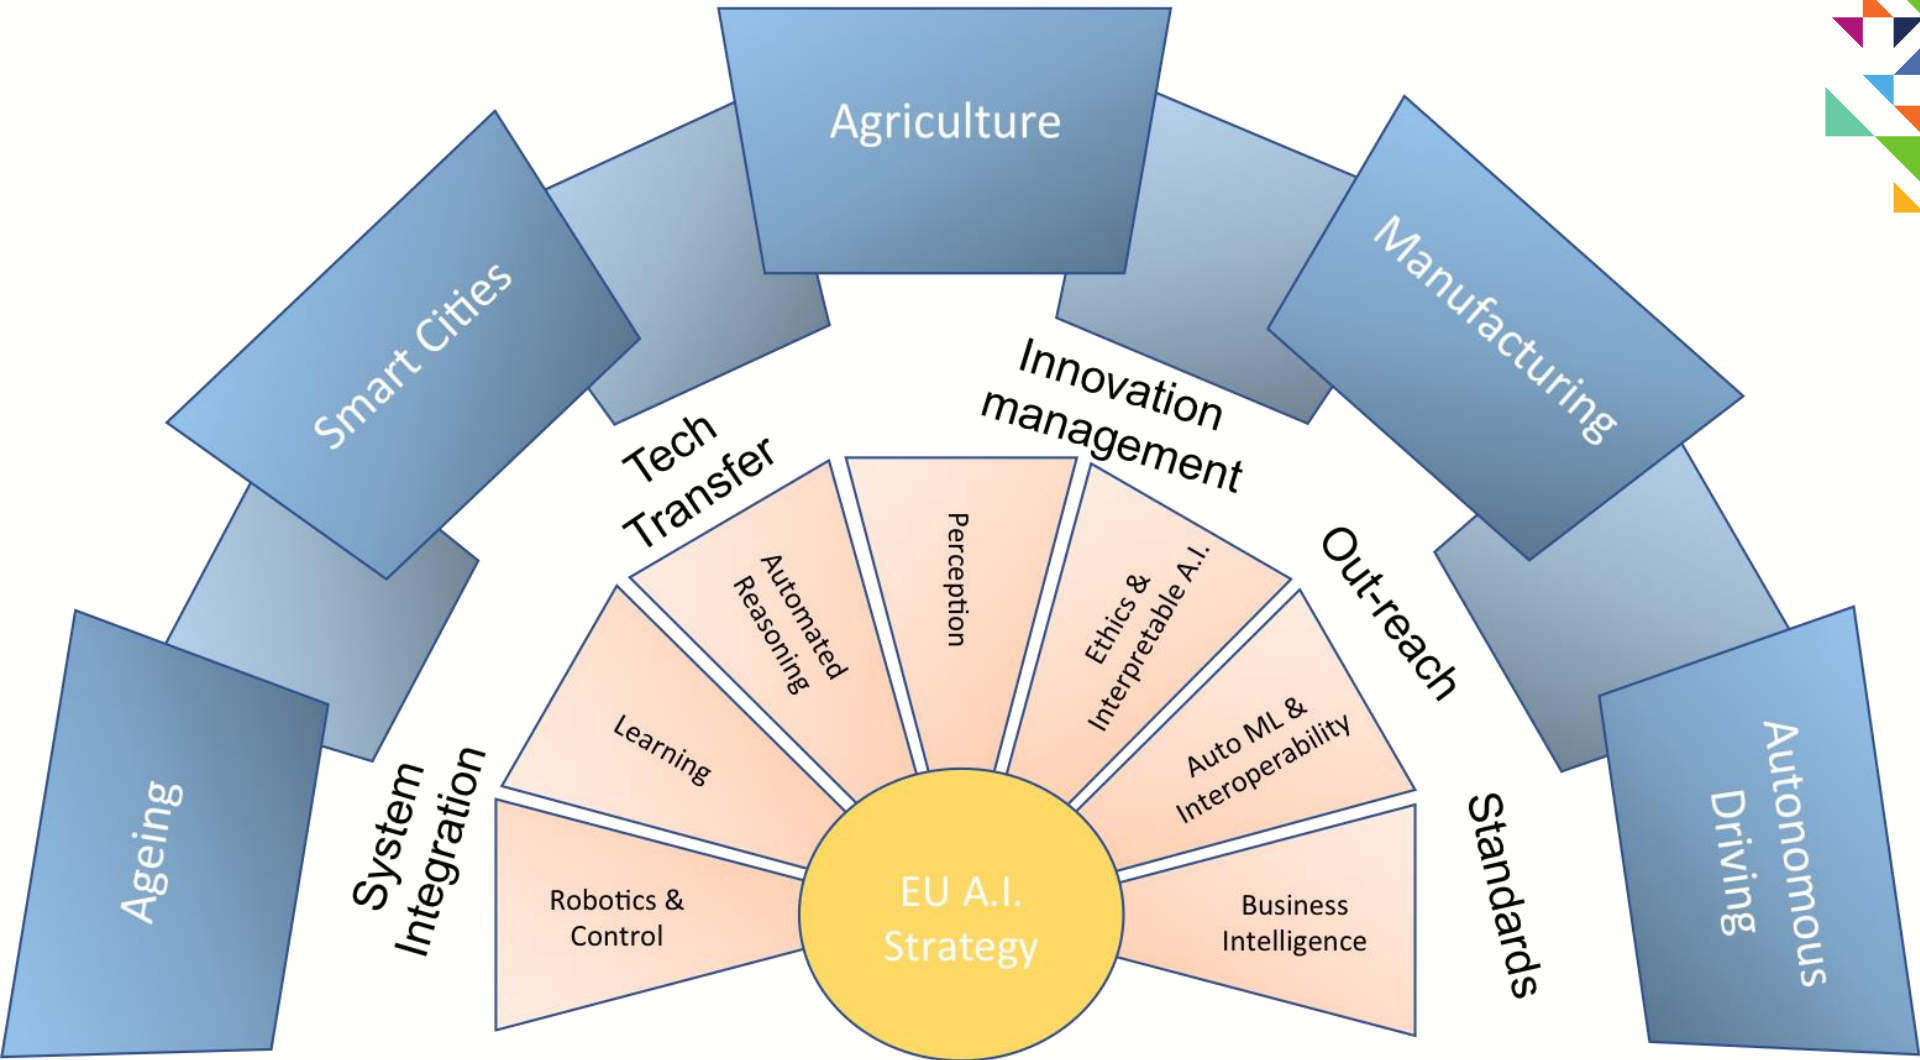 Agriculture
Smart Cities
Manufacturing
Ageing
Autonomous
Driving
System
Integration
Tech
Transfer
Innovation
management
Out-reach
Standards
Robotics &
Control
Learning
Automated
Reasoning
Perception
Ethics &
Interpretable A.I.
Auto ML &
Interoperability
Business
Intelligence
EU A.I.
Strategy